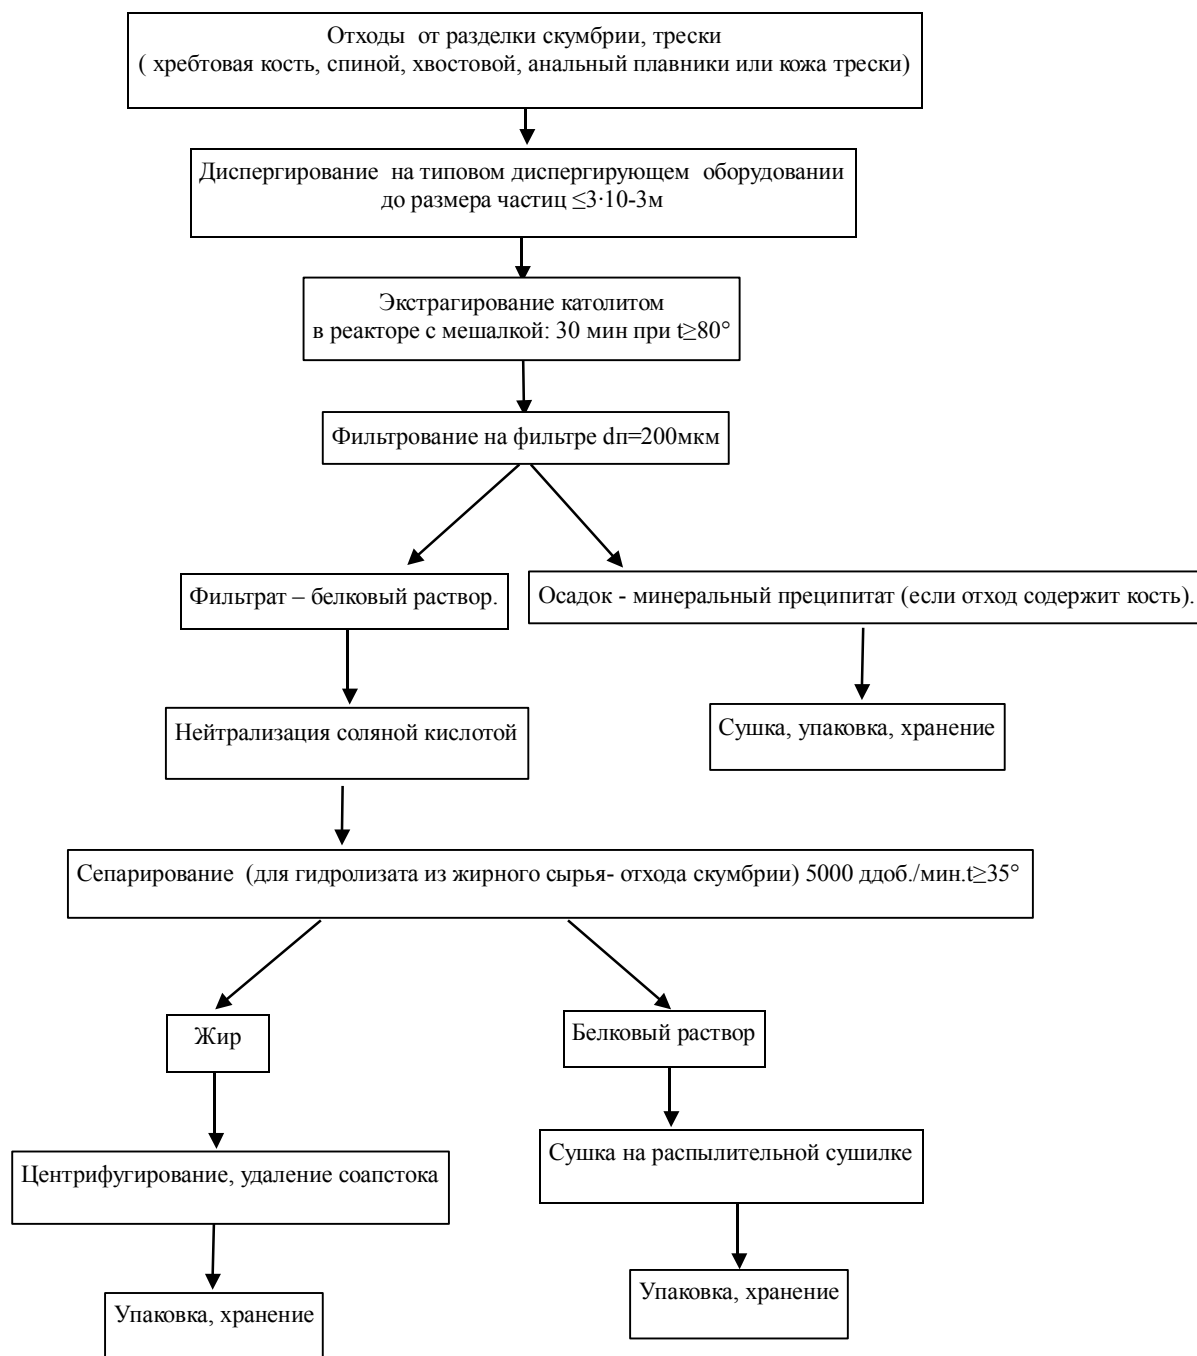 Отходы от разделки скумбрии, трески
( хребтовая кость, спиной, хвостовой, анальный плавники или кожа трески)
Диспергирование на типовом диспергирующем оборудовании
до размера частиц ≤3·10-3м
Экстрагирование католитом
в реакторе с мешалкой: 30 мин при t≥80°
Фильтрование на фильтре dп=200мкм
Фильтрат – белковый раствор.
Осадок - минеральный преципитат (если отход содержит кость).
Нейтрализация соляной кислотой
Сушка, упаковка, хранение
Сепарирование (для гидролизата из жирного сырья- отхода скумбрии) 5000 ддоб./мин.t≥35°
Жир
Белковый раствор
Центрифугирование, удаление соапстока
Сушка на распылительной сушилке
Упаковка, хранение
Упаковка, хранение